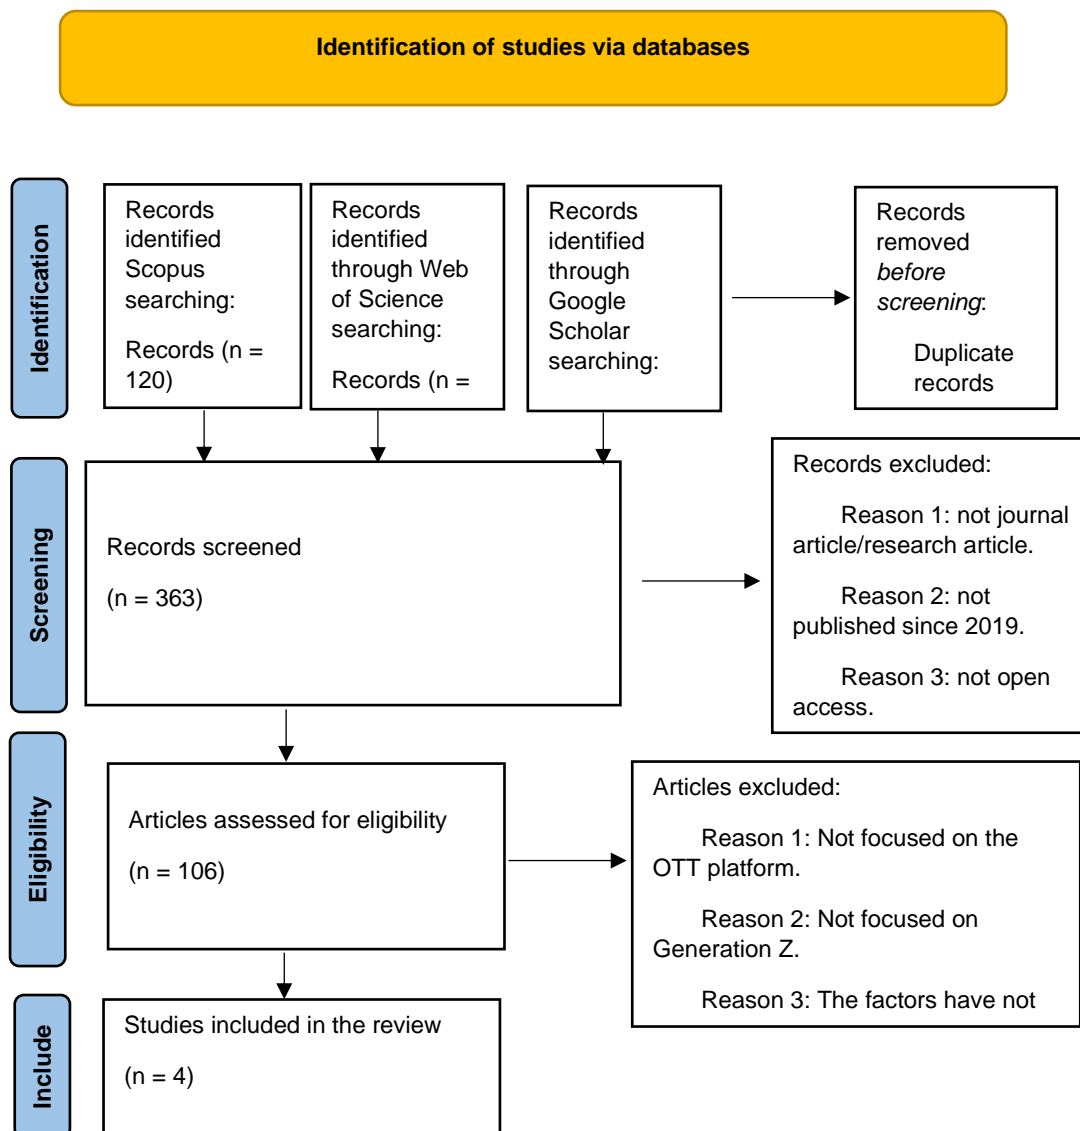 Identification of studies via databases
Identification
Records
identified
Scopus
searching:
Records (n =
120)
Records
identified
through Web
of Science
searching:
Records (n =
Records
identified
through
Google
Scholar
searching:
Records
removed
before
screening:
Duplicate
records
Screening
Records screened
(n = 363)
Records excluded:
Reason 1: not journal
article/research article.
Reason 2: not
published since 2019.
Reason 3: not open
access.
Eligibility
Articles assessed for eligibility
(n = 106)
Articles excluded:
Reason 1: Not focused on the
OTT platform.
Reason 2: Not focused on
Generation Z.
Reason 3: The factors have not
Include
Studies included in the review
(n = 4)